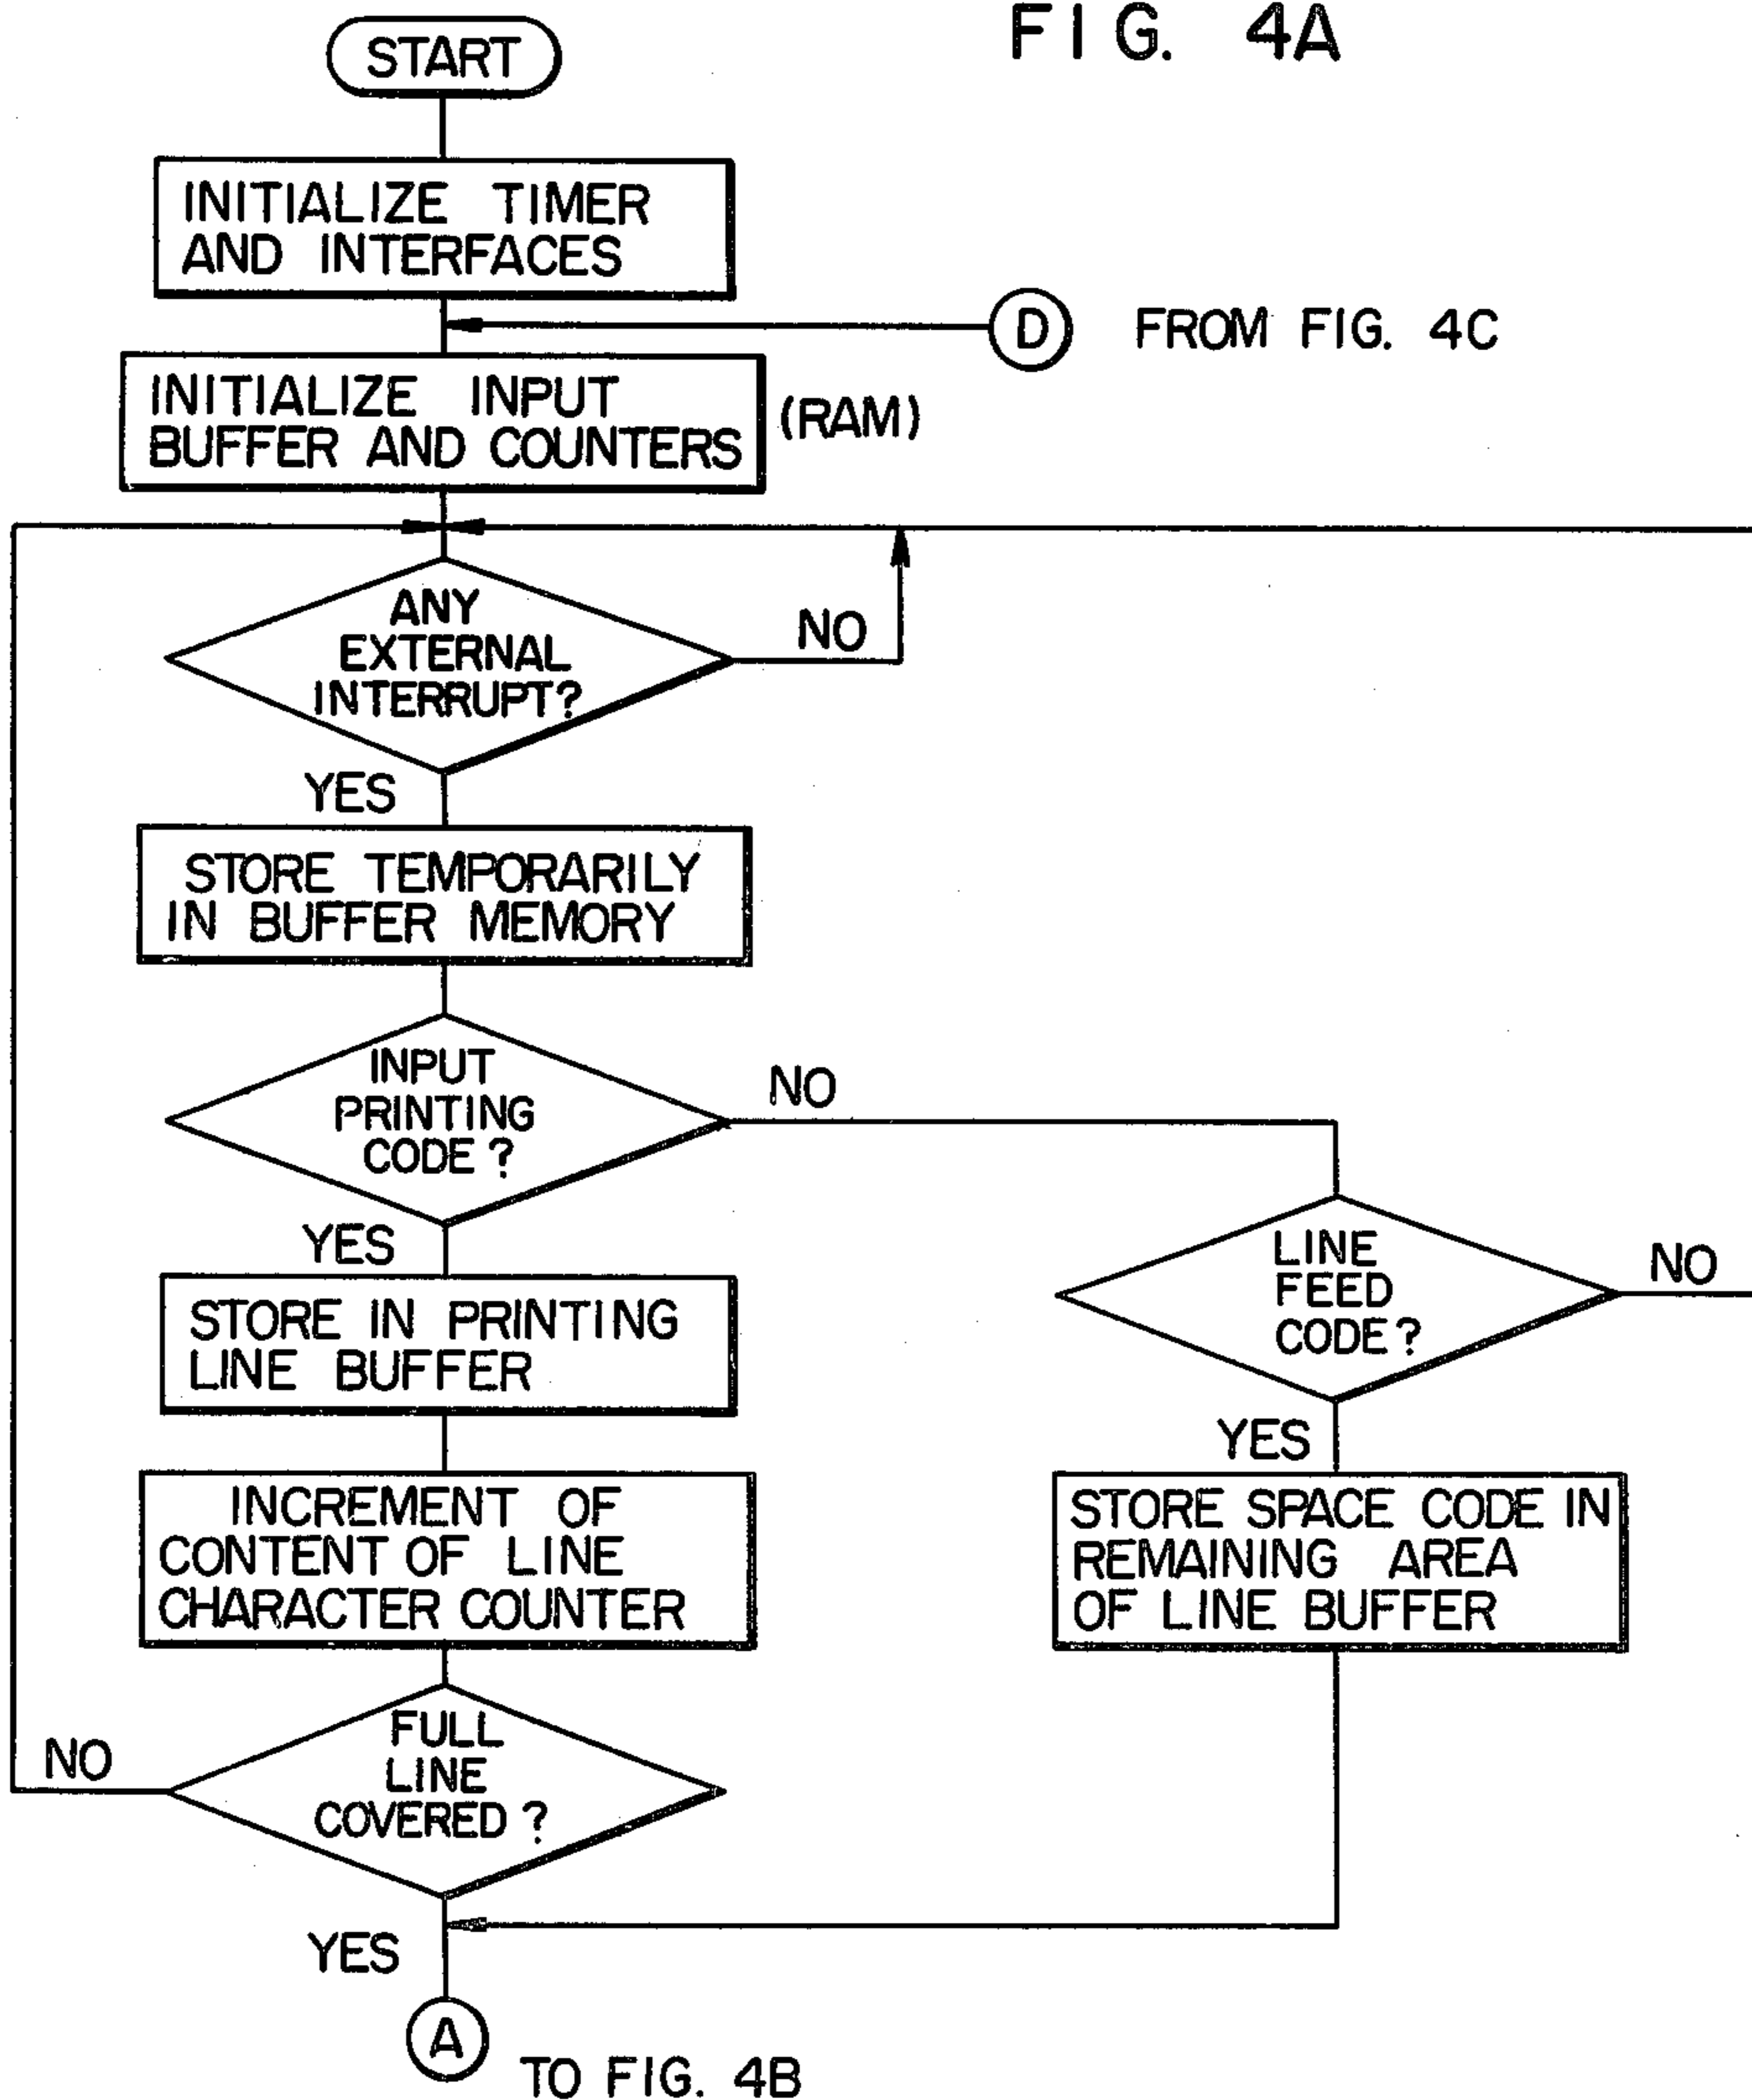 FIG. 4A
START
INITIALIZE TIMER
AND INTERFACES
D FROM FIG. 4C
INITIALIZE INPUT
BUFFER AND COUNTERS
(RAM)
ANY
EXTERNAL
INTERRUPT?
NO
YES
STORE TEMPORARILY
IN BUFFER MEMORY
INPUT
PRINTING
CODE?
NO
YES
LINE
FEED
CODE?
NO
STORE IN PRINTING
LINE BUFFER
YES
INCREMENT OF
CONTENT OF LINE
CHARACTER COUNTER
STORE SPACE CODE IN
REMAINING AREA
OF LINE BUFFER
FULL
LINE
COVERED?
NO
YES
A
TO FIG. 4B